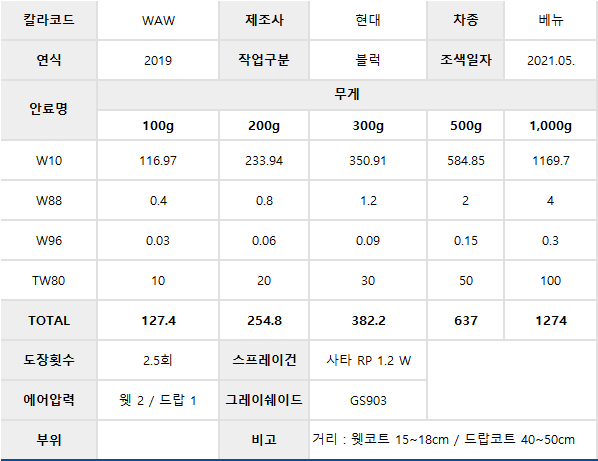 칼라코드 WAW 제조사 현대 차종 베뉴
연식 2019 작업구분 블럭 조색일자 2021.05.
안료명 무게
100g 200g 300g 500g 1,000g
W10 116.97 233.94 350.91 584.85 1169.7
W88 0.4 0.8 1.2 2 4
W96 0.03 0.06 0.09 0.15 0.3
TW80 10 20 30 50 100
TOTAL 127.4 254.8 382.2 637 1274
도장횟수 2.5회 스프레이건 사타 RP 1.2 W
에어압력 웻 2 / 드랍 1 그레이쉐이드 GS903
부위 비고 거리 : 웻코트 15~18cm / 드랍코트 40~50cm